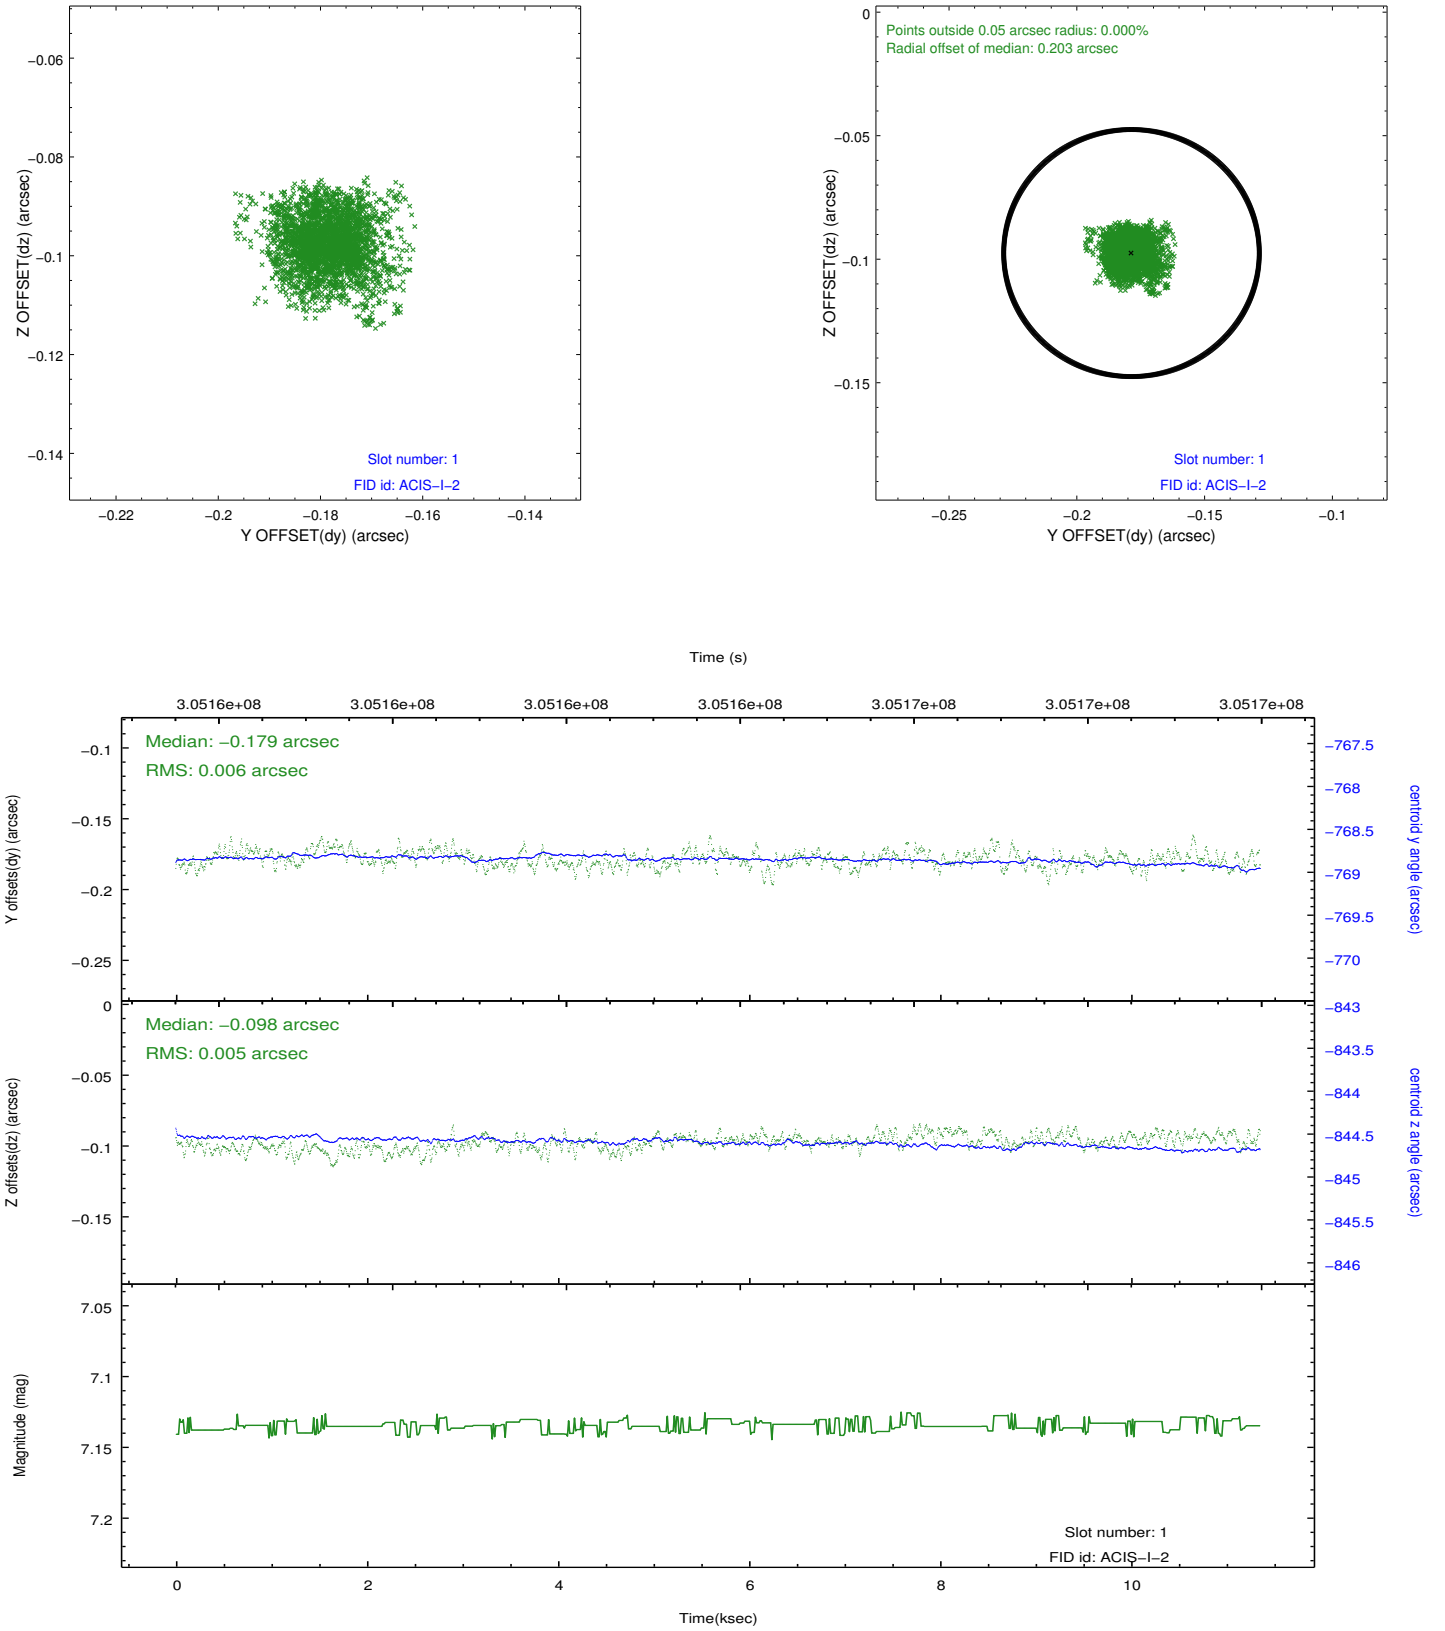 −0.06
−0.08
−0.1
−0.12
−0.14
Z OFFSET(dz) (arcsec)
Slot number: 1
FID id: ACIS−I−2
−0.22
−0.2
−0.18
−0.16
−0.14
Y OFFSET(dy) (arcsec)
Points outside 0.05 arcsec radius: 0.000%
Radial offset of median: 0.203 arcsec
0
−0.05
−0.1
−0.15
Z OFFSET(dz) (arcsec)
Slot number: 1
FID id: ACIS−I−2
−0.25
−0.2
−0.15
−0.1
Y OFFSET(dy) (arcsec)
Time (s)
3.0516e+08
3.0516e+08
3.0516e+08
3.0516e+08
3.0517e+08
3.0517e+08
3.0517e+08
Median: −0.179 arcsec
RMS: 0.006 arcsec
−0.1
−0.15
−0.2
−0.25
Y offsets(dy) (arcsec)
−767.5
−768
−768.5
−769
−769.5
−770
centroid y angle (arcsec)
Median: −0.098 arcsec
RMS: 0.005 arcsec
0
−0.05
−0.1
−0.15
Z offsets(dz) (arcsec)
−843
−843.5
−844
−844.5
−845
−845.5
−846
centroid z angle (arcsec)
7.05
7.1
7.15
7.2
Magnitude (mag)
Slot number: 1
FID id: ACIS−I−2
0
2
4
6
8
10
Time(ksec)